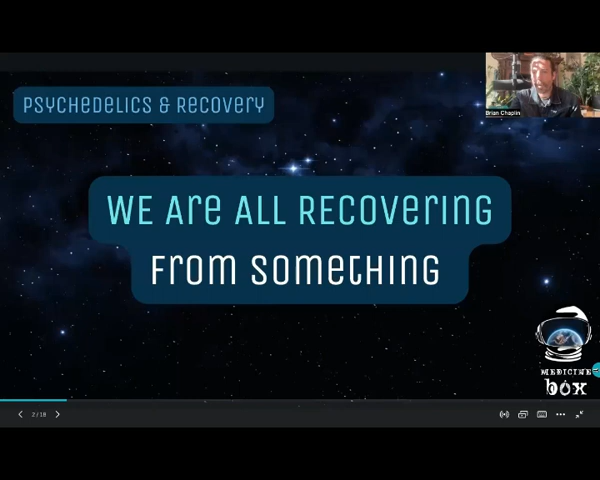 PSYCHEDELICS & RECOVERY
Brian Chaplin
WE ARE ALL RECOVERING
FROM SOMETHING
MEDICINE
box
2/19